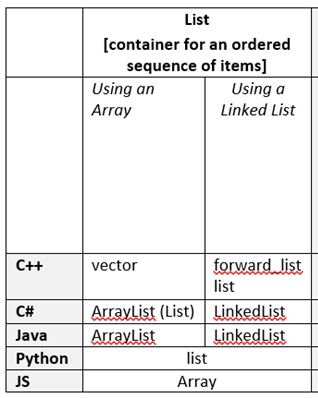 List
[container for an ordered
sequence of items]
Using an Using a
Array Linked List
C++ vector forward_list
list
C# ArrayList (List) LinkedList
Java ArrayList LinkedList
Python list
JS Array